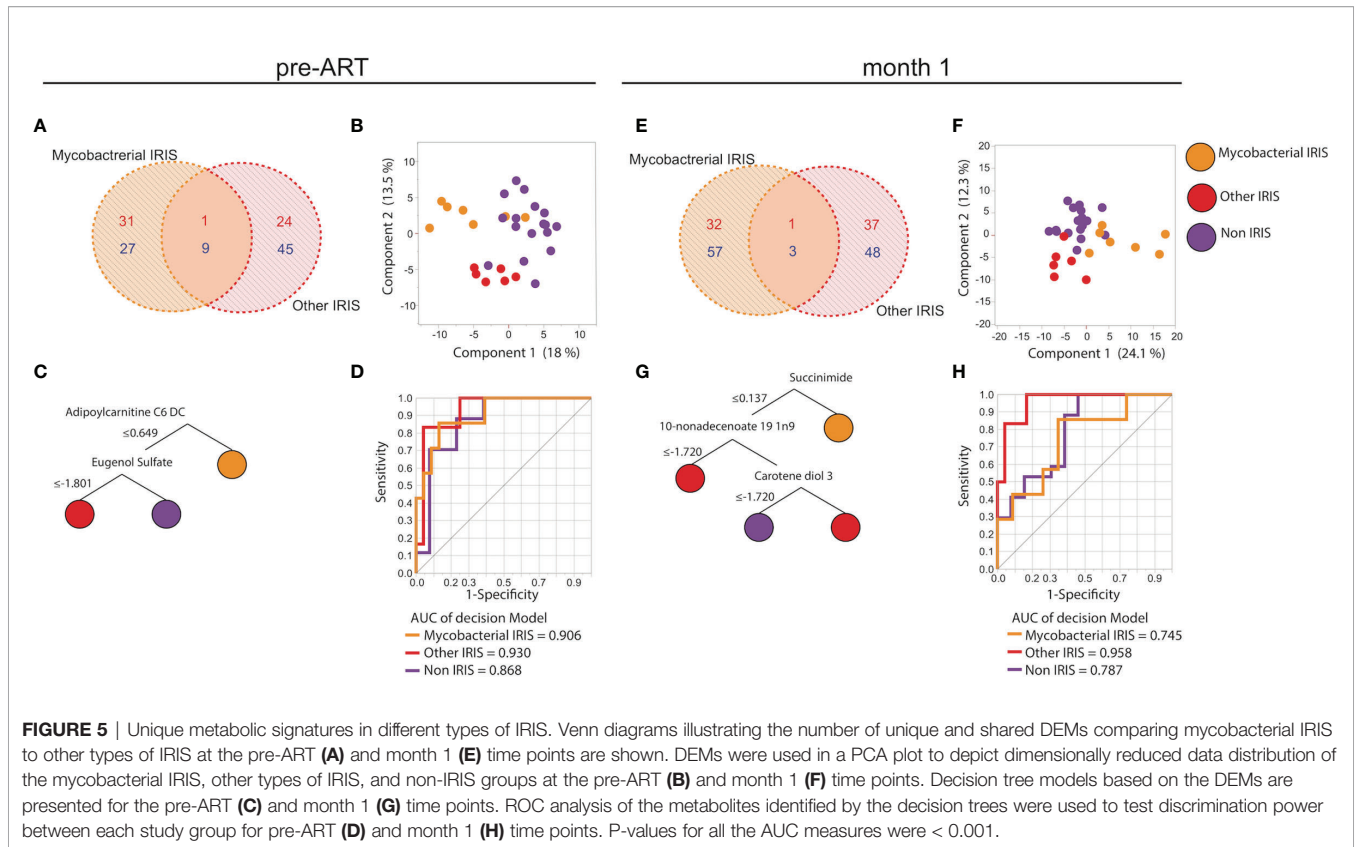 pre-ART
month 1
A
Mycobactrerial IRIS
31
1
24
27
9
45
Other IRIS
B
Component 2 (13.5 %)
10
5
0
-5
-10
-10
-5
0
5
10
Component 1 (18 %)
E
Mycobactrerial IRIS
32
1
37
57
3
48
Other IRIS
F
Component 2 (12.3 %)
20
15
10
5
0
-5
-10
-15
-20
-20
-15
-10
-5
0
5
10
15
20
Component 1 (24.1 %)
Mycobacterial IRIS
Other IRIS
Non IRIS
C
Adipoylcarnitine C6 DC
≤0.649
Eugenol Sulfate
≤-1.801
D
Sensitivity
1.0
0.9
0.8
0.7
0.6
0.5
0.4
0.3
0.2
0.1
0.0
0.0
0.2
0.3
0.5
0.7
0.9
1-Specificity
AUC of decision Model
Mycobacterial IRIS = 0.906
Other IRIS = 0.930
Non IRIS = 0.868
G
Succinimide
≤0.137
10-nonadecenoate 19 1n9
≤-1.720
Carotene diol 3
≤-1.720
H
Sensitivity
1.0
0.9
0.8
0.7
0.6
0.5
0.4
0.3
0.2
0.1
0.0
0.0
0.2
0.3
0.5
0.7
0.9
1-Specificity
AUC of decision Model
Mycobacterial IRIS = 0.745
Other IRIS = 0.958
Non IRIS = 0.787
FIGURE 5 | Unique metabolic signatures in different types of IRIS. Venn diagrams illustrating the number of unique and shared DEMs comparing mycobacterial IRIS
to other types of IRIS at the pre-ART (A) and month 1 (E) time points are shown. DEMs were used in a PCA plot to depict dimensionally reduced data distribution of
the mycobacterial IRIS, other types of IRIS, and non-IRIS groups at the pre-ART (B) and month 1 (F) time points. Decision tree models based on the DEMs are
presented for the pre-ART (C) and month 1 (G) time points. ROC analysis of the metabolites identified by the decision trees were used to test discrimination power
between each study group for pre-ART (D) and month 1 (H) time points. P-values for all the AUC measures were < 0.001.